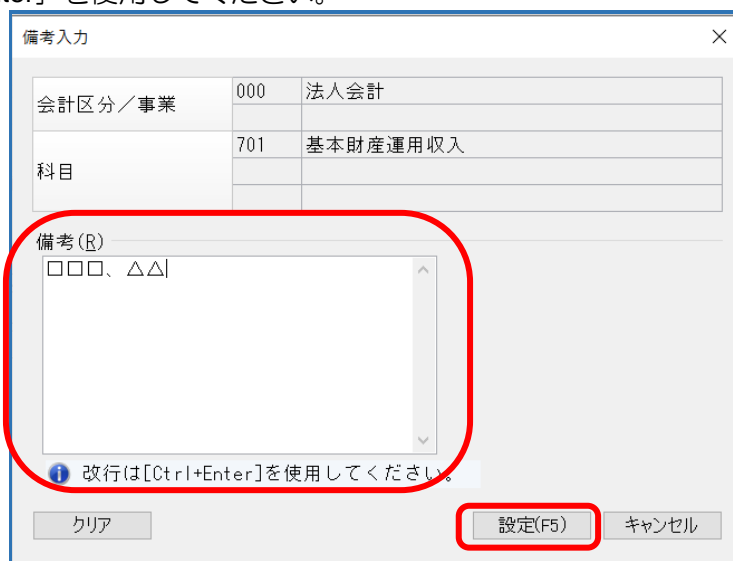 ter」を使用してください。
備考入力
会計区分／事業 000 法人会計
科目 701 基本財産運用収入
備考(R)
□□□、△△
改行は[Ctrl+Enter]を使用してください。
クリア 設定(F5) キャンセル